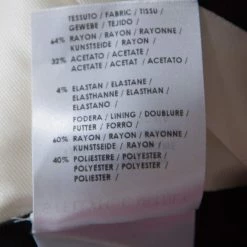 TESSUTO / FABRIC / TISSU /
GEWEBE / TEJIDO /
64% RAYON / RAYON / RAYONNE /
KUNSTSEIDE / RAYON /
32% ACETATO / ACETATE /
ACETATE / ACETAT / ACETATO /
4% ELASTAN / ELASTANE /
ELASTHANNE / ELASTHAN /
ELASTANO /
FODERA / LINING / DOUBLURE /
FUTTER / FORRO /
60% RAYON / RAYON / RAYONNE /
KUNSTSEIDE / RAYON /
40% POLIESTERE / POLYESTER /
POLYESTER / POLYESTER /
POLIESTER /